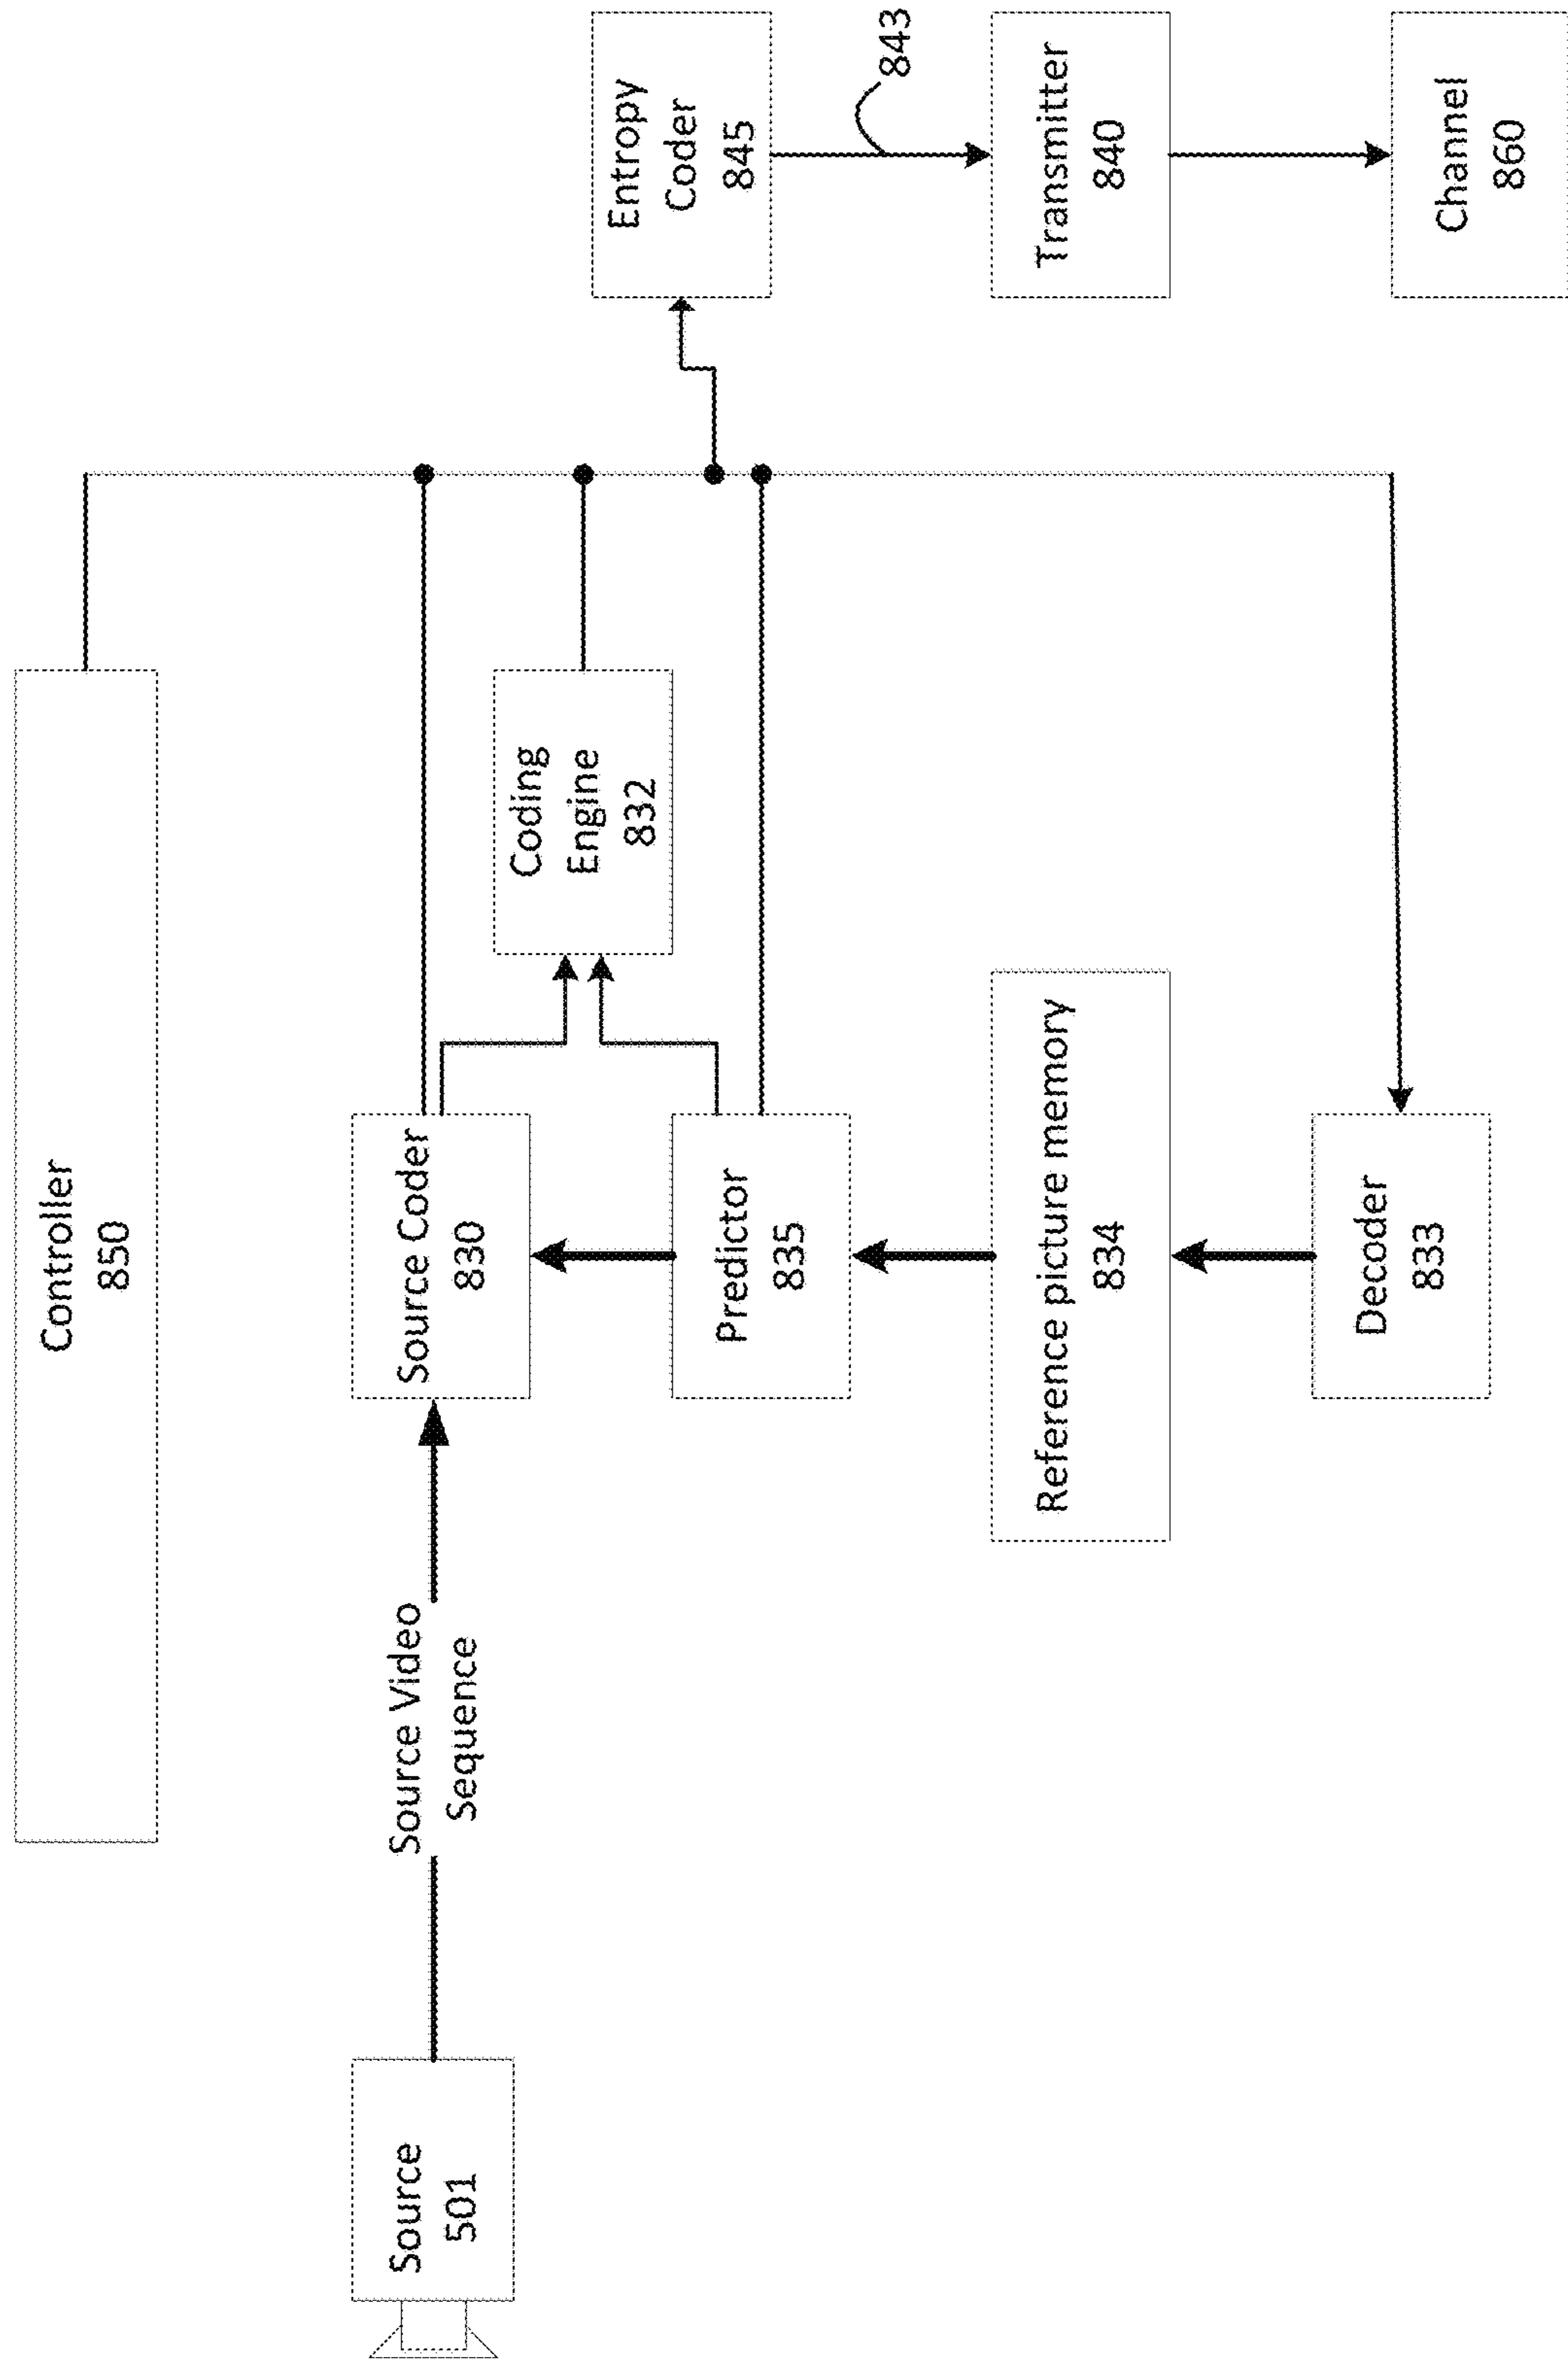 Controller
850
Source
501
Source Video
Sequence
Source Coder
830
Coding
Engine
832
Predictor
835
Reference picture memory
834
Decoder
833
Entropy
Coder
845
843
Transmitter
840
Channel
860